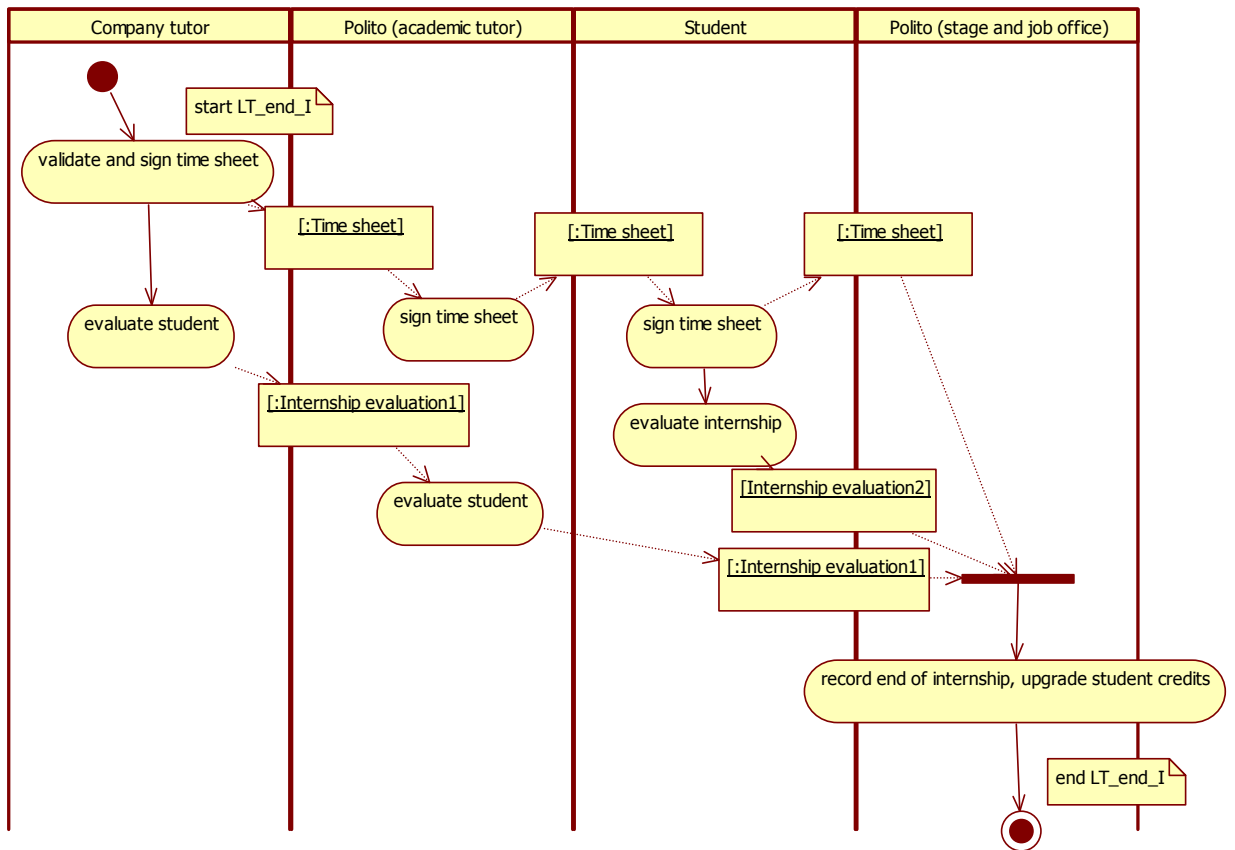 Company tutor
Polito (academic tutor)
Student
Polito (stage and job office)
start LT_end_I
validate and sign time sheet
[:Time sheet]
[:Time sheet]
[:Time sheet]
evaluate student
sign time sheet
sign time sheet
[:Internship evaluation1]
evaluate internship
evaluate student
[Internship evaluation2]
[:Internship evaluation1]
record end of internship, upgrade student credits
end LT_end_I